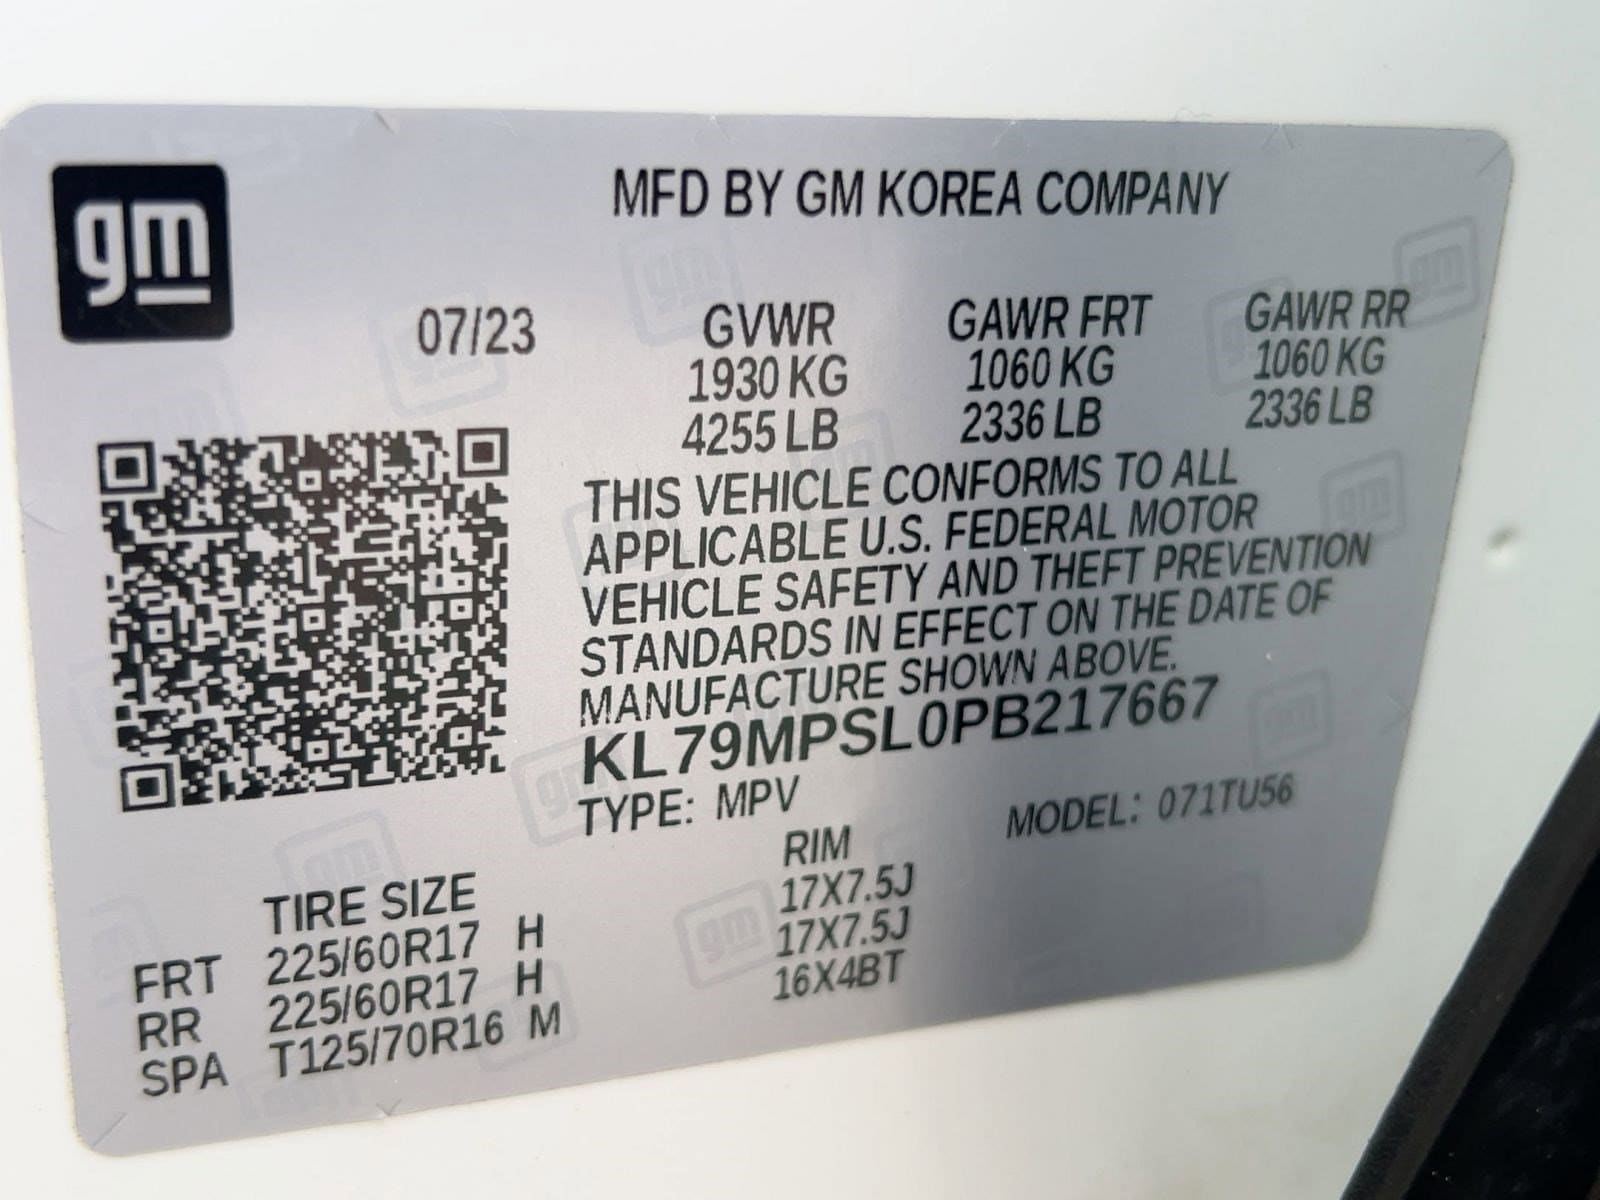 gm
MFD BY GM KOREA COMPANY
07/23 GVWR GAWR FRT GAWR RR
1930 KG 1060 KG 1060 KG
4255 LB 2336 LB 2336 LB
THIS VEHICLE CONFORMS TO ALL
APPLICABLE U.S. FEDERAL MOTOR
VEHICLE SAFETY AND THEFT PREVENTION
STANDARDS IN EFFECT ON THE DATE OF
MANUFACTURE SHOWN ABOVE.
KL79MPSL0PB217667
TYPE: MPV MODEL: 071TU56
TIRE SIZE RIM
FRT 225/60R17 H 17X7.5J
RR 225/60R17 H 17X7.5J
SPA T125/70R16 M 16X4BT